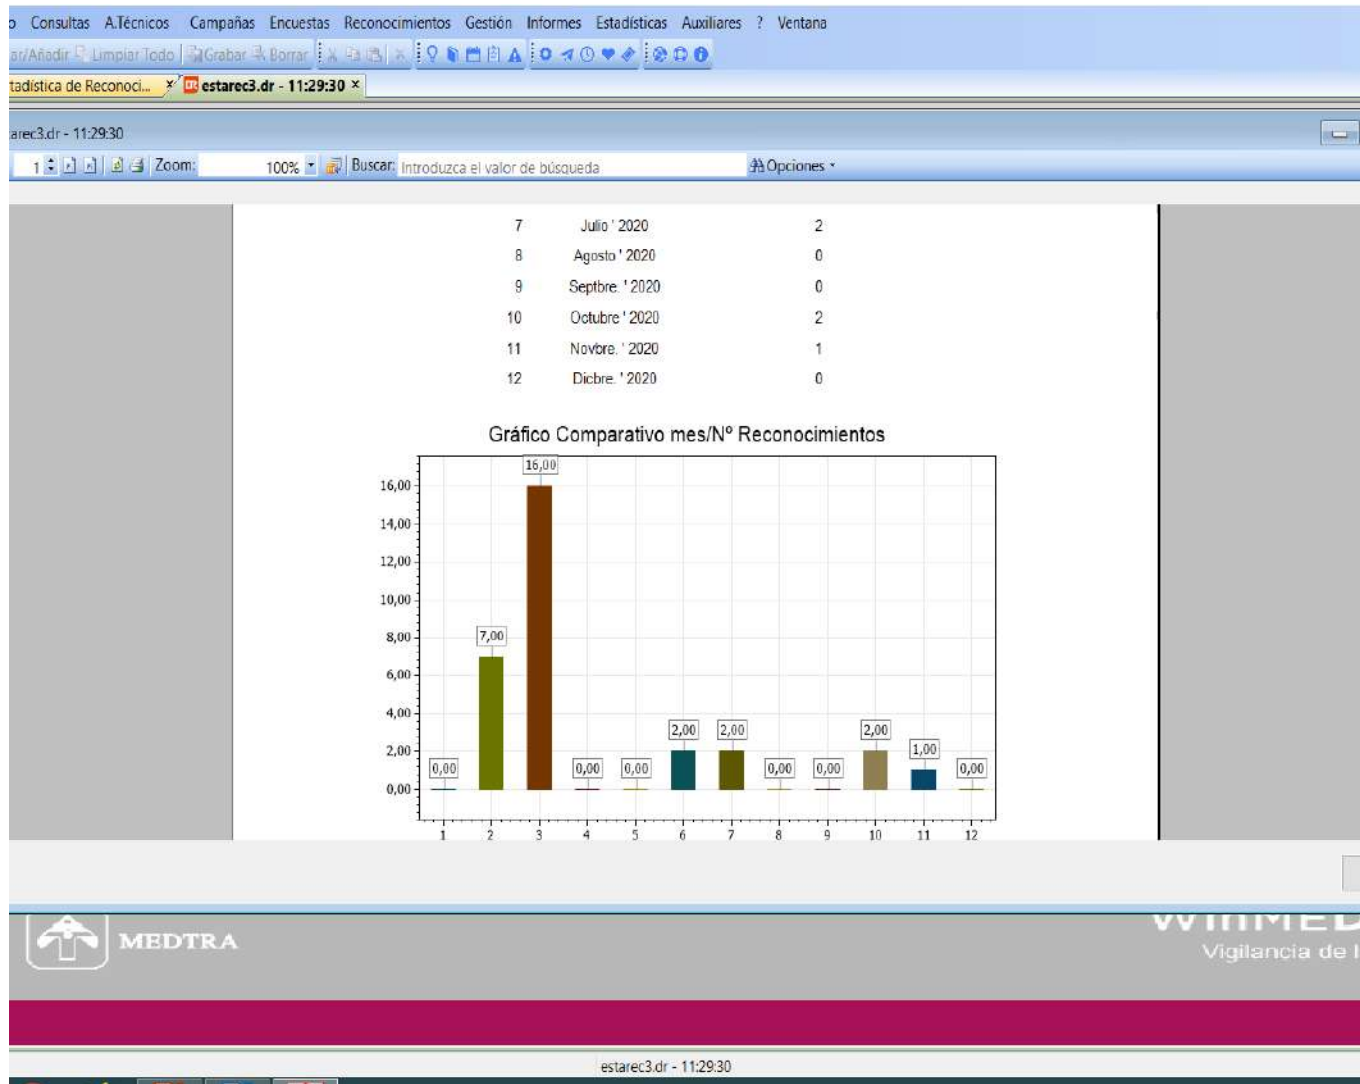 Consultas A.Técnicos Campañas Encuestas Reconocimientos Gestión Informes Estadísticas Auxiliares ? Ventana
ar/Añadir Limpiar Todo Grabar Borrar
tadística de Reconoci... × estarec3.dr - 11:29:30 ×
arec3.dr - 11:29:30
1 Zoom: 100% Buscar: Introduzca el valor de búsqueda Opciones
7 Julio ' 2020 2
8 Agosto ' 2020 0
9 Septbre. ' 2020 0
10 Octubre ' 2020 2
11 Novbre. ' 2020 1
12 Dicbre. ' 2020 0
Gráfico Comparativo mes/Nº Reconocimientos
16,00
16,00
14,00
12,00
10,00
8,00
7,00
6,00
4,00
2,00 2,00 2,00
2,00
1,00
0,00 0,00 0,00 0,00 0,00 0,00
0,00
1 2 3 4 5 6 7 8 9 10 11 12
MEDTRA
WinMED
Vigilancia de l
estarec3.dr - 11:29:30